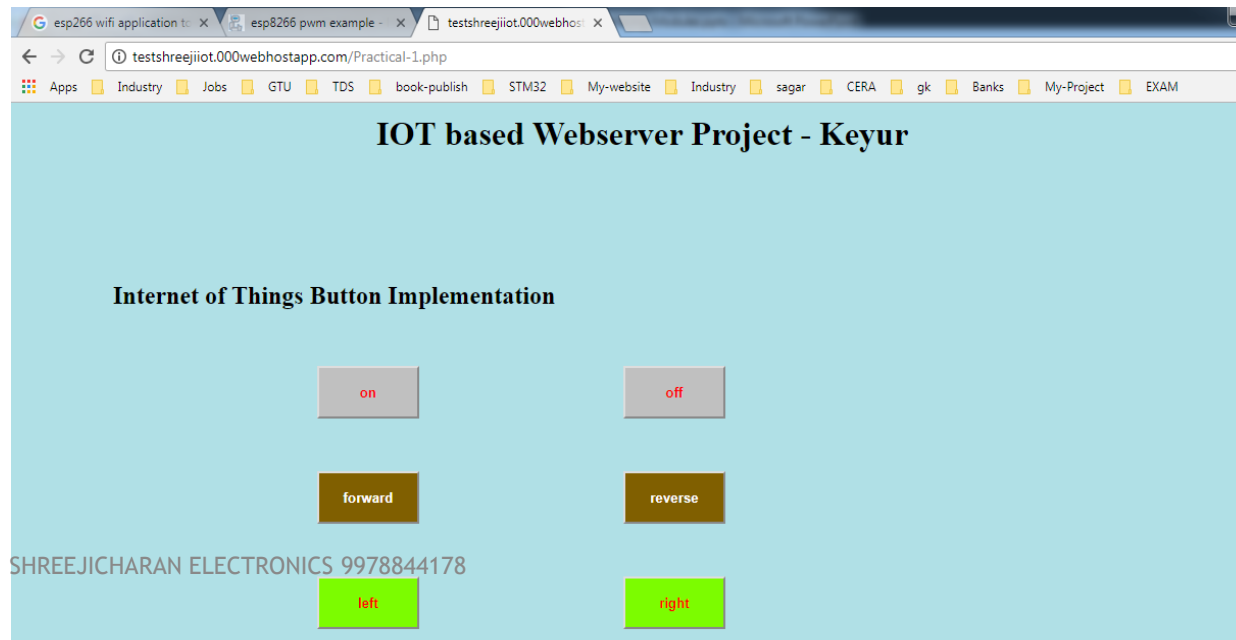 esp266 wifi application to
esp8266 pwm example -
testshreejiiot.000webhos
testshreejiiot.000webhostapp.com/Practical-1.php
Apps Industry Jobs GTU TDS book-publish STM32 My-website Industry sagar CERA gk Banks My-Project EXAM
IOT based Webserver Project - Keyur
Internet of Things Button Implementation
on off
forward reverse
SHREEJICHARAN ELECTRONICS 9978844178
left right